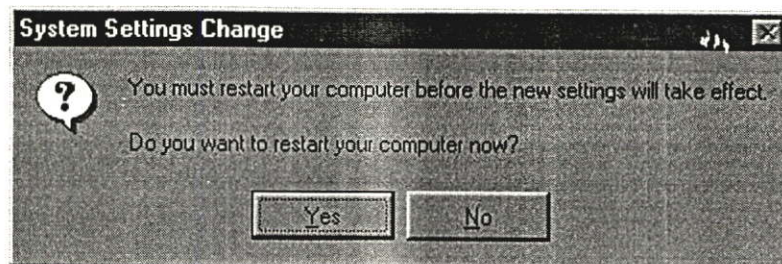 System Settings Change
You must restart your computer before the new settings will take effect.
Do you want to restart your computer now?
Yes
No